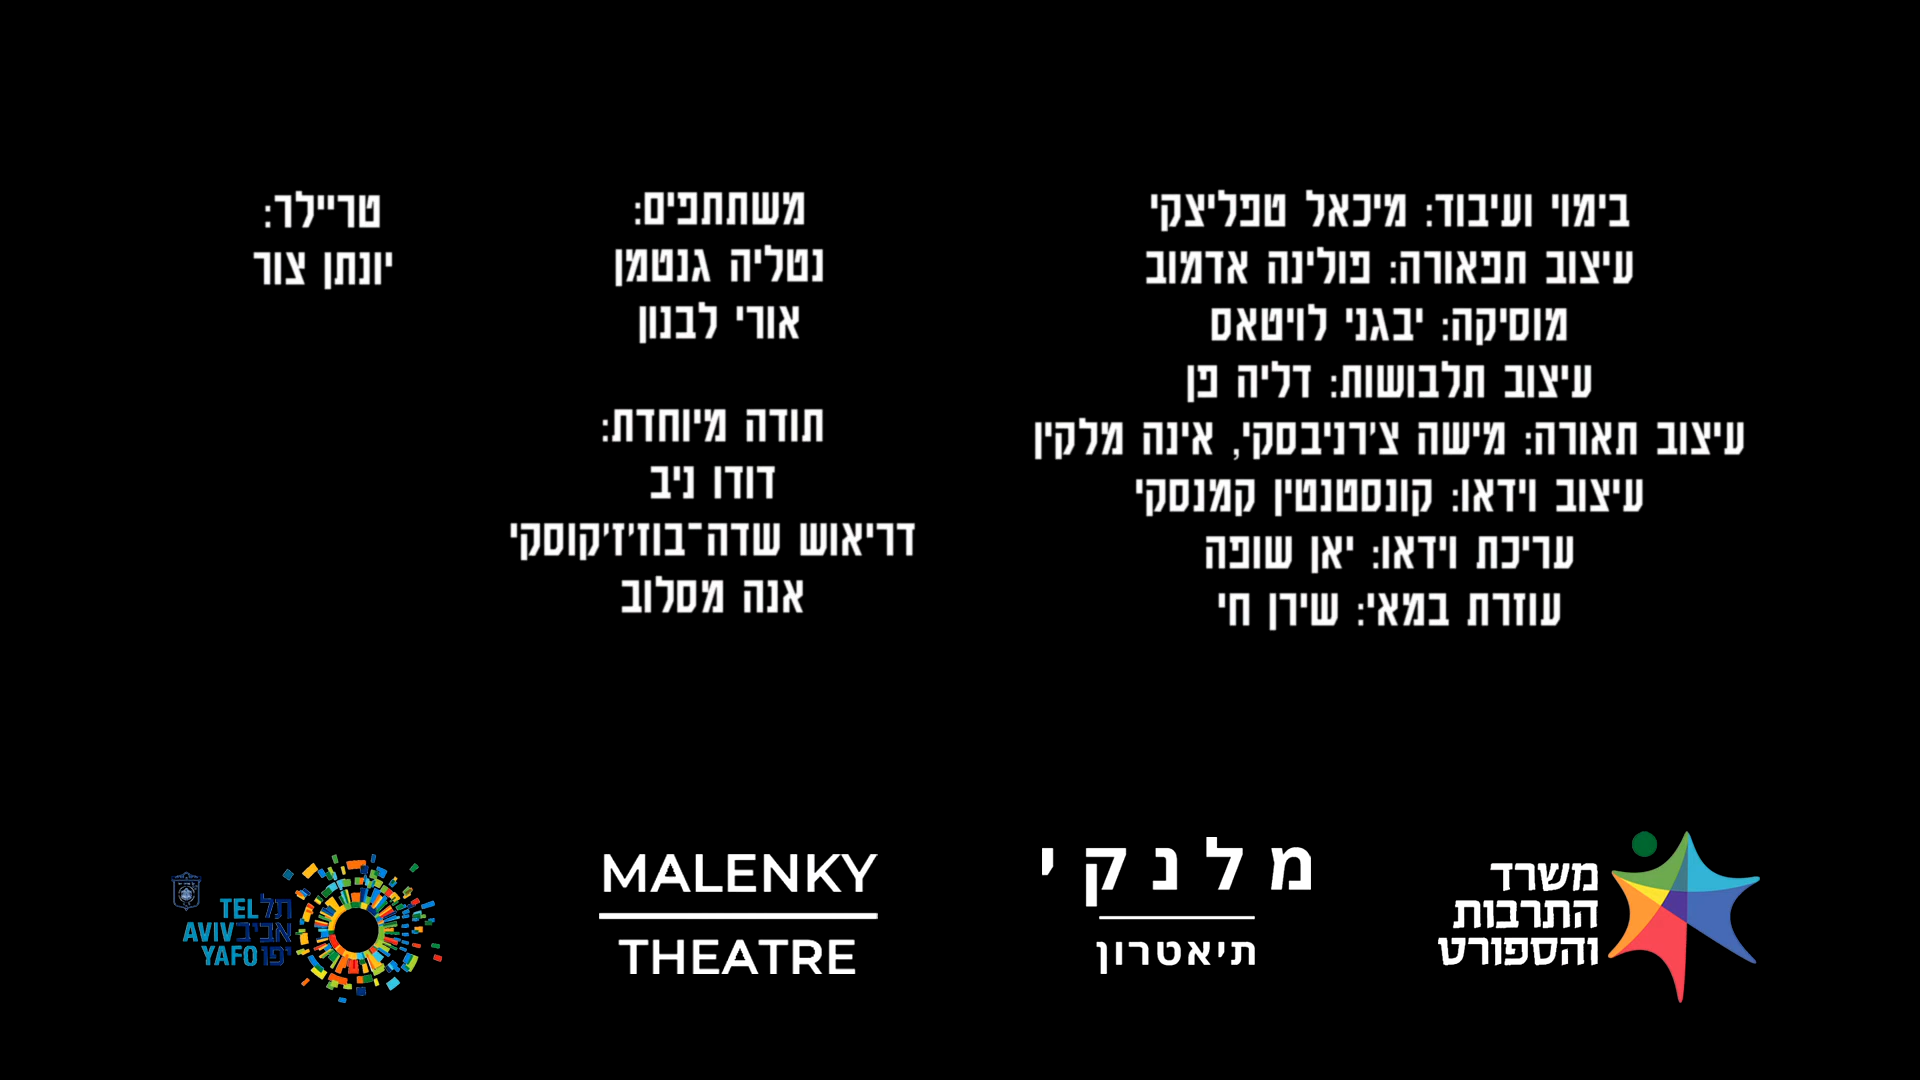 בימוי ועיבוד: מיכאל טפליצקי
עיצוב תפאורה: פולינה אדמוב
מוסיקה: יבגני לויטאס
עיצוב תלבושות: דליה פן
עיצוב תאורה: מישה צ'רניבסקי, אינה מלקין
עיצוב וידאו: קונסטנטין קמנסקי
עריכת וידאו: יאן שופה
עוזרת במאי: שירן חי
משתתפים:
נטליה גנטמן
אורי לבנון
תודה מיוחדת:
דודו ניב
דריאוש שדה־בוז'ז'קוסקי
אנה מסלוב
טריילר:
יונתן צור
משרד
התרבות
והספורט
מלנקי
תיאטרון
MALENKY
THEATRE
TEL תל
AVIV אביב
YAFO יפו